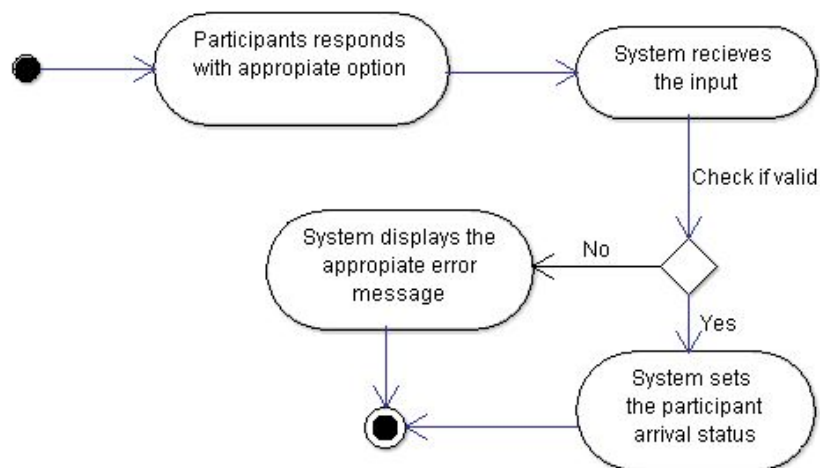 Participants responds
with appropiate option
System recieves
the input
Check if valid
No
System displays the
appropiate error
message
Yes
System sets
the participant
arrival status